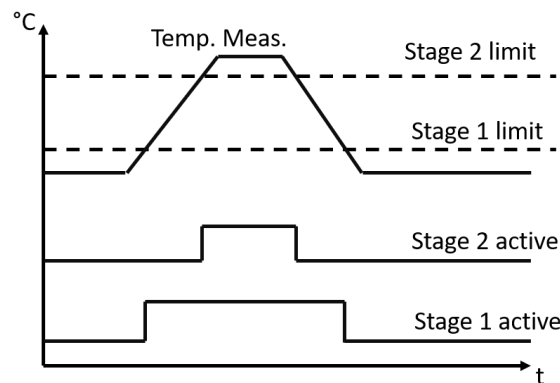 °C
Temp. Meas.
Stage 2 limit
Stage 1 limit
Stage 2 active
Stage 1 active
t